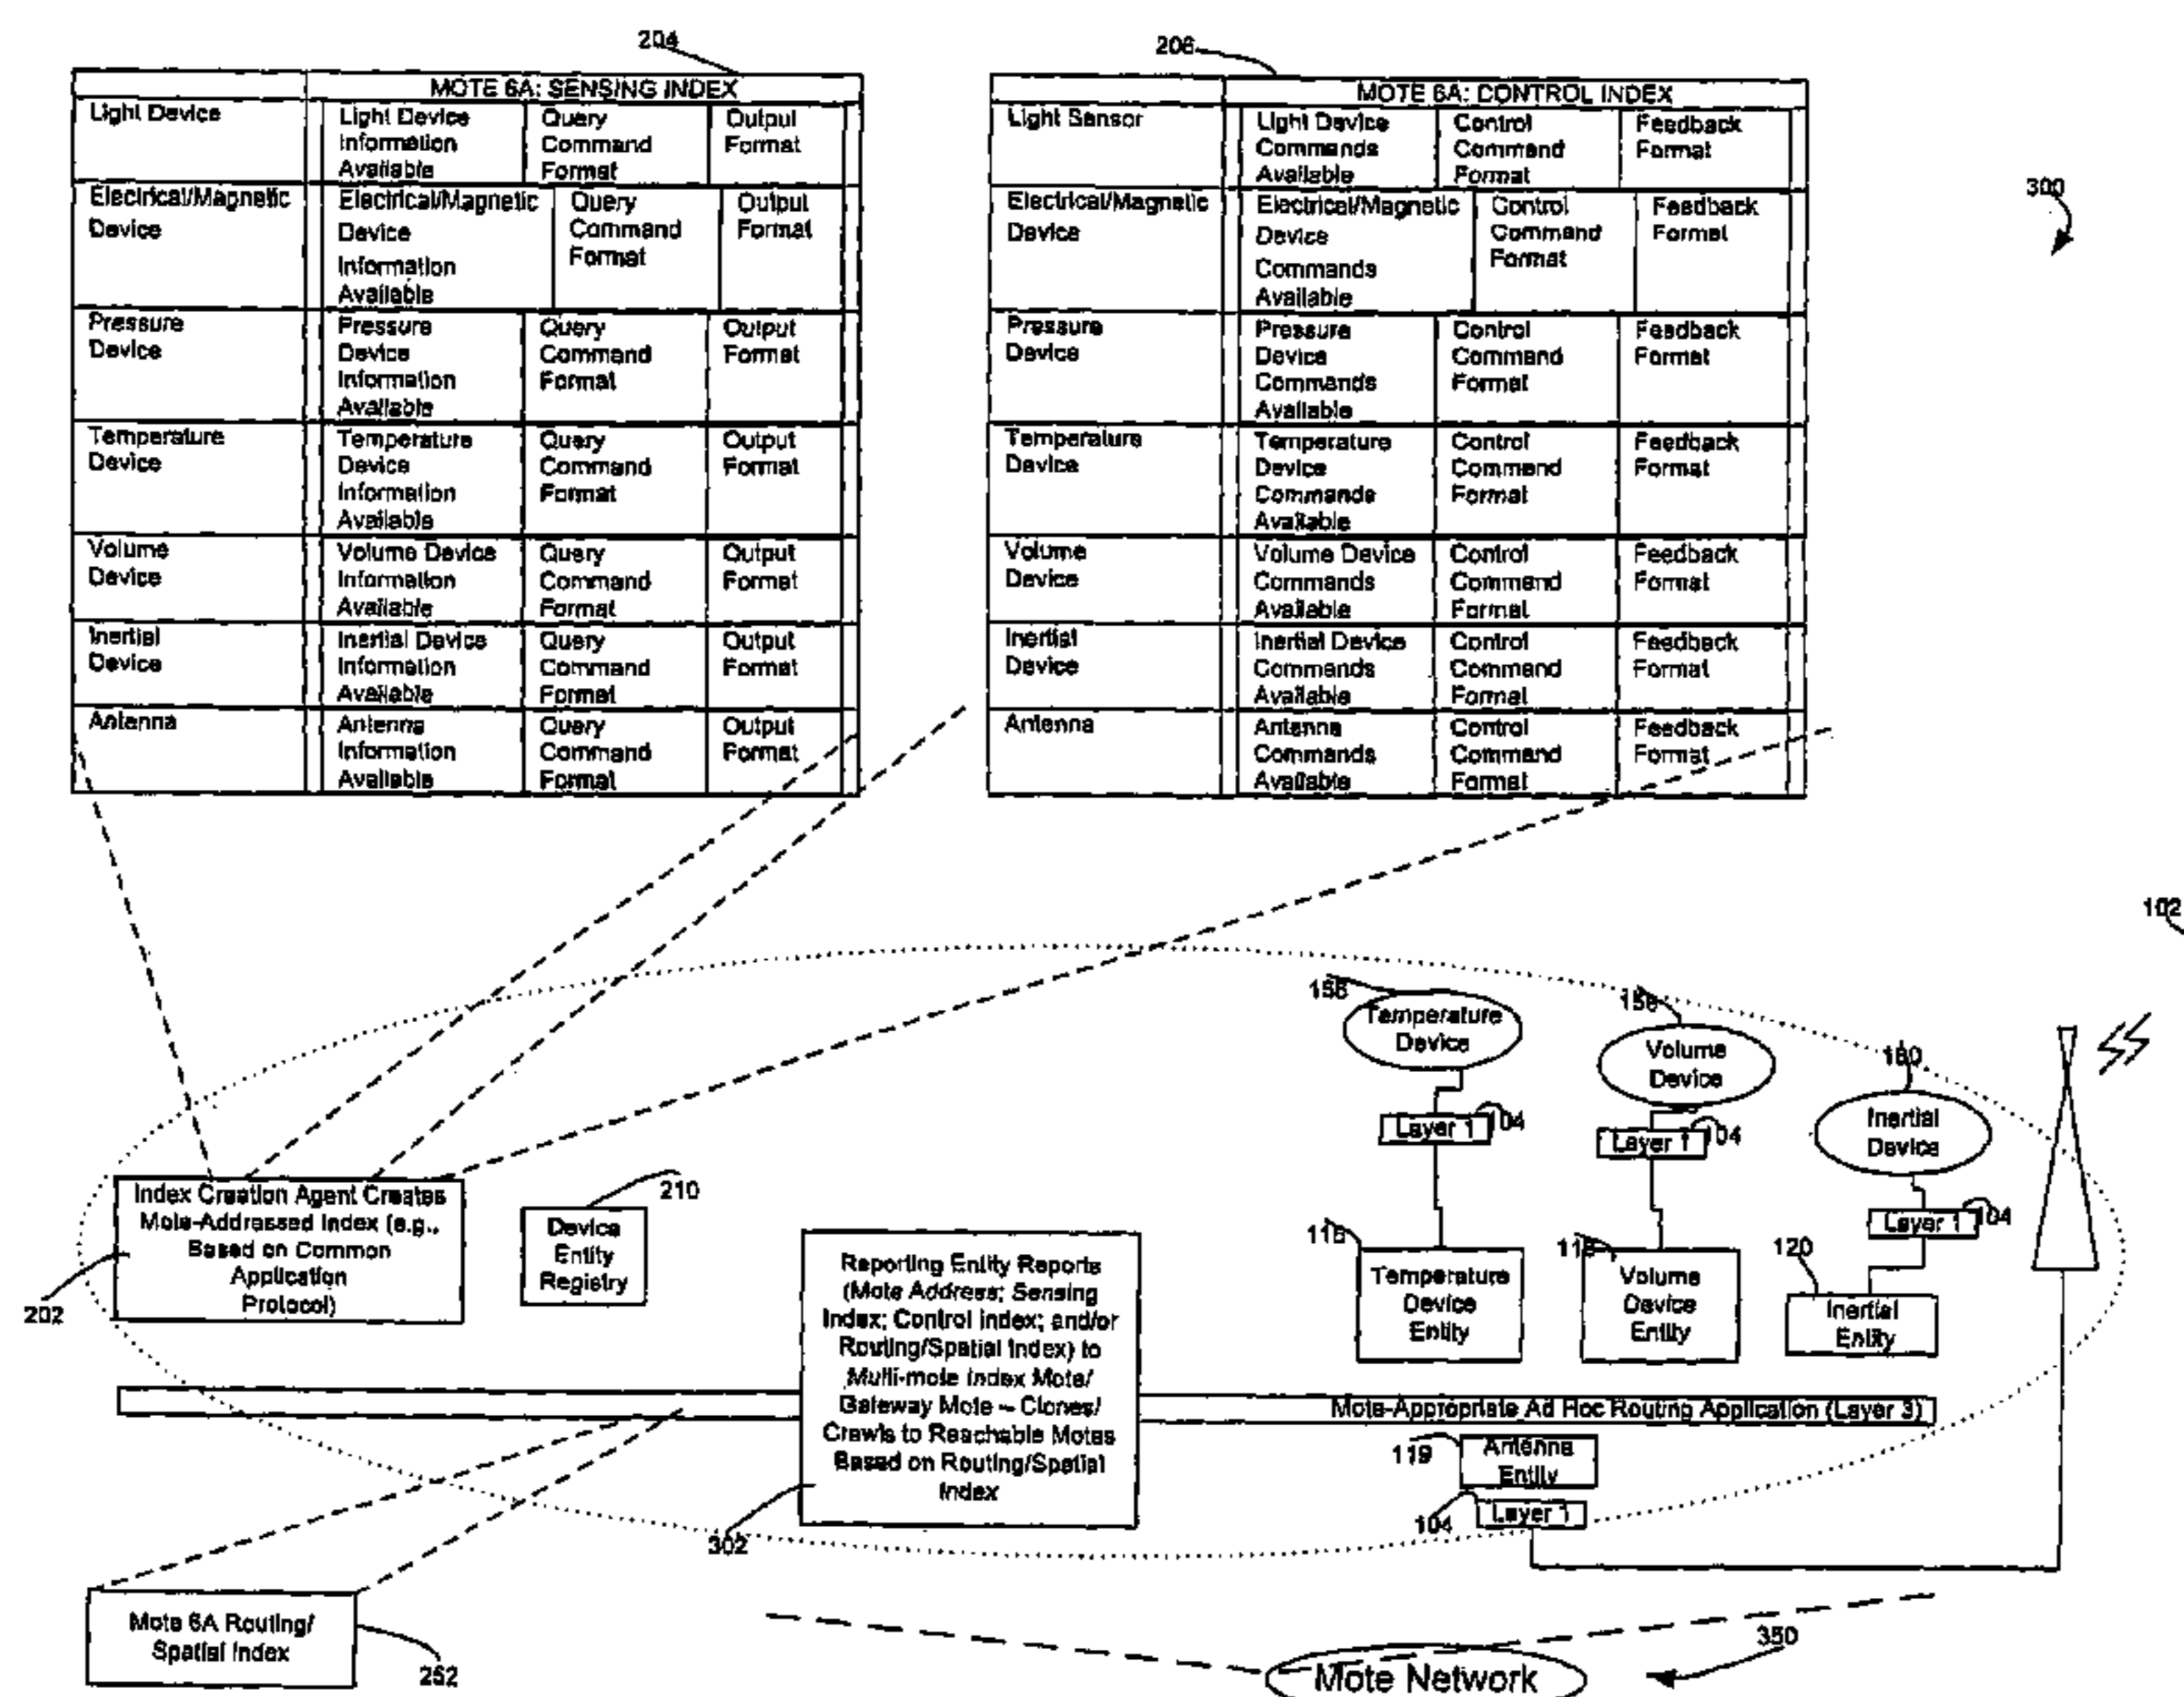 204
MOTE 6A: SENSING INDEX
Light Device
Light Device
Information
Available
Query
Command
Format
Output
Format
Electrical/Magnetic
Device
Electrical/Magnetic
Device
Information
Available
Query
Command
Format
Output
Format
Pressure
Device
Pressure
Device
Information
Available
Query
Command
Format
Output
Format
Temperature
Device
Temperature
Device
Information
Available
Query
Command
Format
Output
Format
Volume
Device
Volume Device
Information
Available
Query
Command
Format
Output
Format
Inertial
Device
Inertial Device
Information
Available
Query
Command
Format
Output
Format
Antenna
Antenna
Information
Available
Query
Command
Format
Output
Format
206
MOTE 6A: CONTROL INDEX
Light Sensor
Light Device
Commands
Available
Control
Command
Format
Feedback
Format
Electrical/Magnetic
Device
Electrical/Magnetic
Device
Commands
Available
Control
Command
Format
Feedback
Format
Pressure
Device
Pressure
Device
Commands
Available
Control
Command
Format
Feedback
Format
Temperature
Device
Temperature
Device
Commands
Available
Control
Command
Format
Feedback
Format
Volume
Device
Volume Device
Commands
Available
Control
Command
Format
Feedback
Format
Inertial
Device
Inertial Device
Commands
Available
Control
Command
Format
Feedback
Format
Antenna
Antenna
Commands
Available
Control
Command
Format
Feedback
Format
300
102
Temperature
Device
Layer 1
104
Volume
Device
Layer 1
104
Inertial
Device
Layer 1
104
Index Creation Agent Creates
Mote-Addressed Index (e.g.,
Based on Common
Application
Protocol)
202
210
Device
Entity
Registry
Reporting Entity Reports
(Mote Address; Sensing
Index; Control Index; and/or
Routing/Spatial Index) to
Multi-mote Index Mote/
Gateway Mote -- Clones/
Crawls to Reachable Motes
Based on Routing/Spatial
Index
302
Temperature
Device
Entity
Volume
Device
Entity
120
Inertial
Entity
Mote-Appropriate Ad Hoc Routing Application (Layer 3)
119
Antenna
Entity
104
Layer 1
Mote 6A Routing/
Spatial Index
252
350
Mote Network